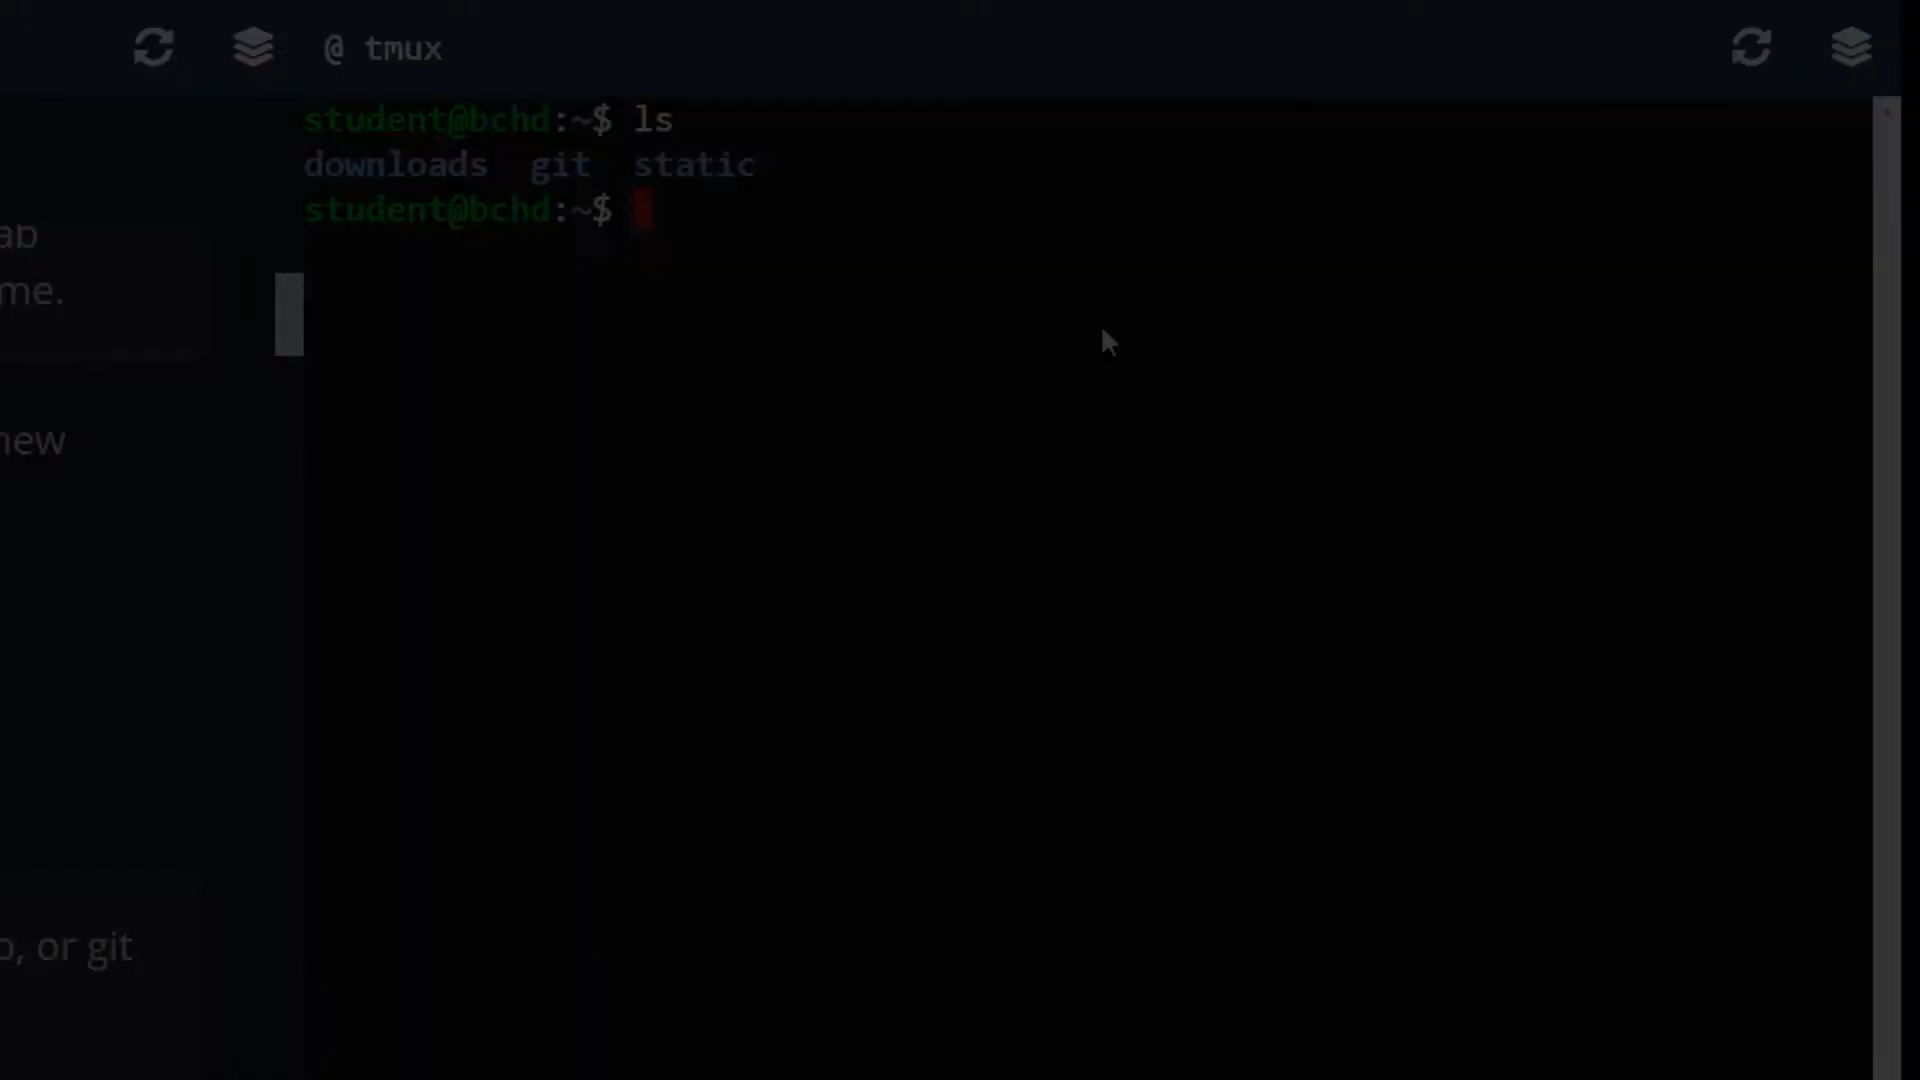 @ tmux
student@bchd:~$ ls
downloads git static
student@bchd:~$
ab
me.
new
or git